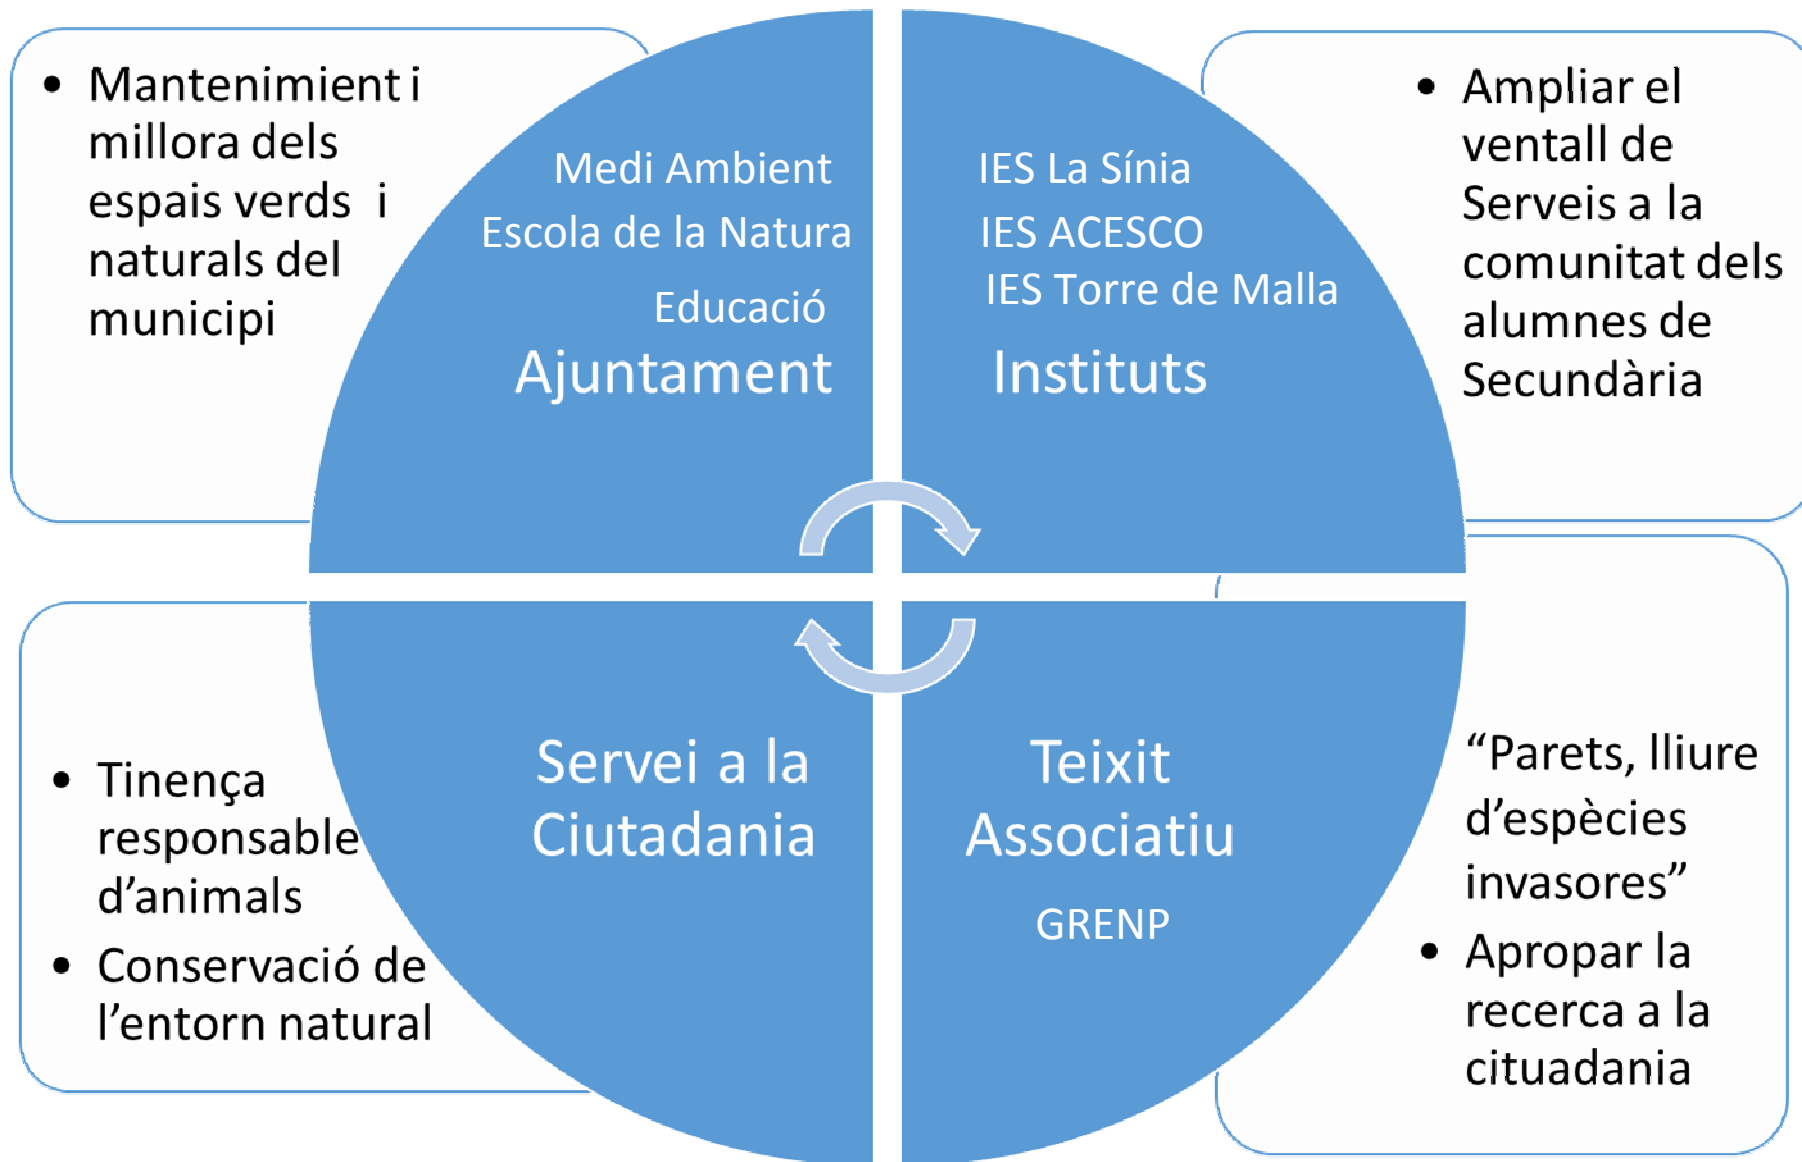 • Mantenimient i
millora dels
espais verds i
naturals del
municipi
Medi Ambient
Escola de la Natura
Educació
Ajuntament
IES La Sínia
IES ACESCO
IES Torre de Malla
Instituts
• Ampliar el
ventall de
Serveis a la
comunitat dels
alumnes de
Secundària
• Tinença
responsable
d’animals
• Conservació de
l’entorn natural
Servei a la
Ciutadania
Teixit
Associatiu
GRENP
“Parets, lliure
d’espècies
invasores”
• Apropar la
recerca a la
cituadania